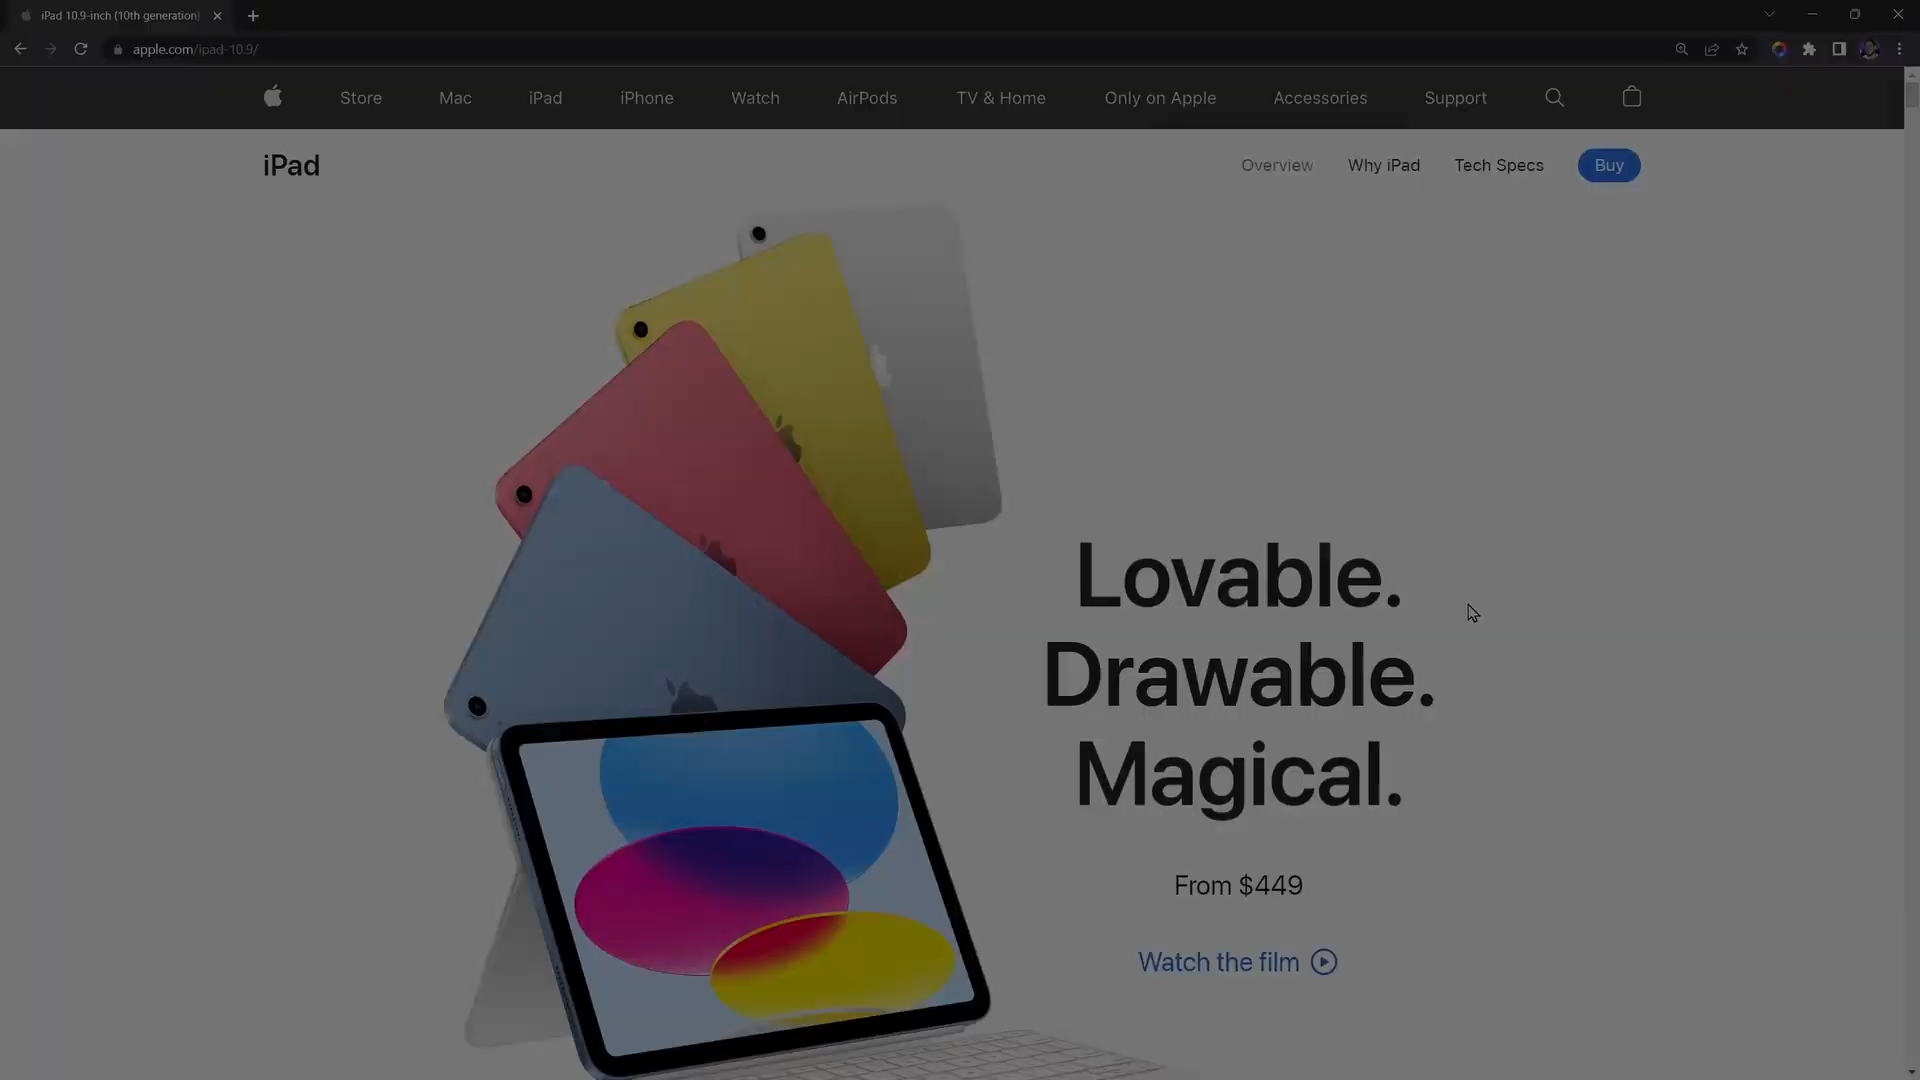 iPad 10.9-inch (10th generation)
apple.com/ipad-10.9/
Store Mac iPad iPhone Watch AirPods TV & Home Only on Apple Accessories Support
iPad
Overview Why iPad Tech Specs Buy
Lovable.
Drawable.
Magical.
From $449
Watch the film